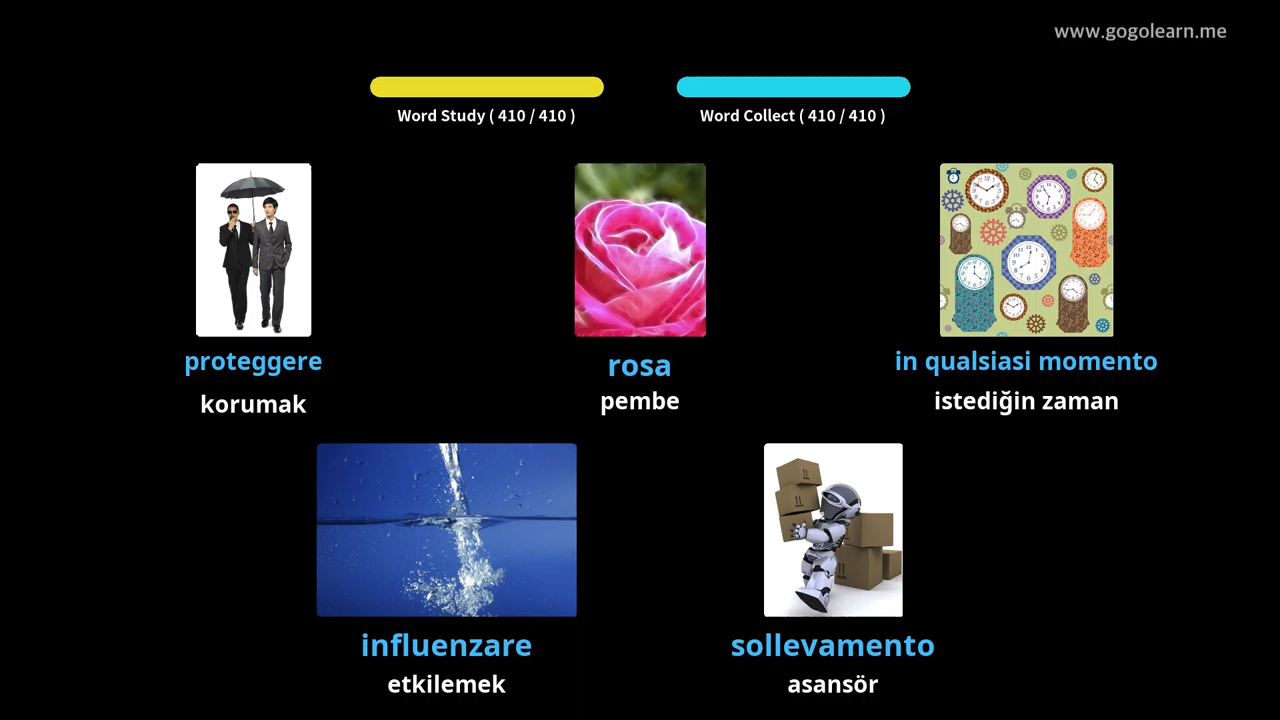 www.gogolearn.me
Word Study ( 410 / 410 )
Word Collect ( 410 / 410 )
proteggere
korumak
rosa
pembe
in qualsiasi momento
istediğin zaman
influenzare
etkilemek
sollevamento
asansör